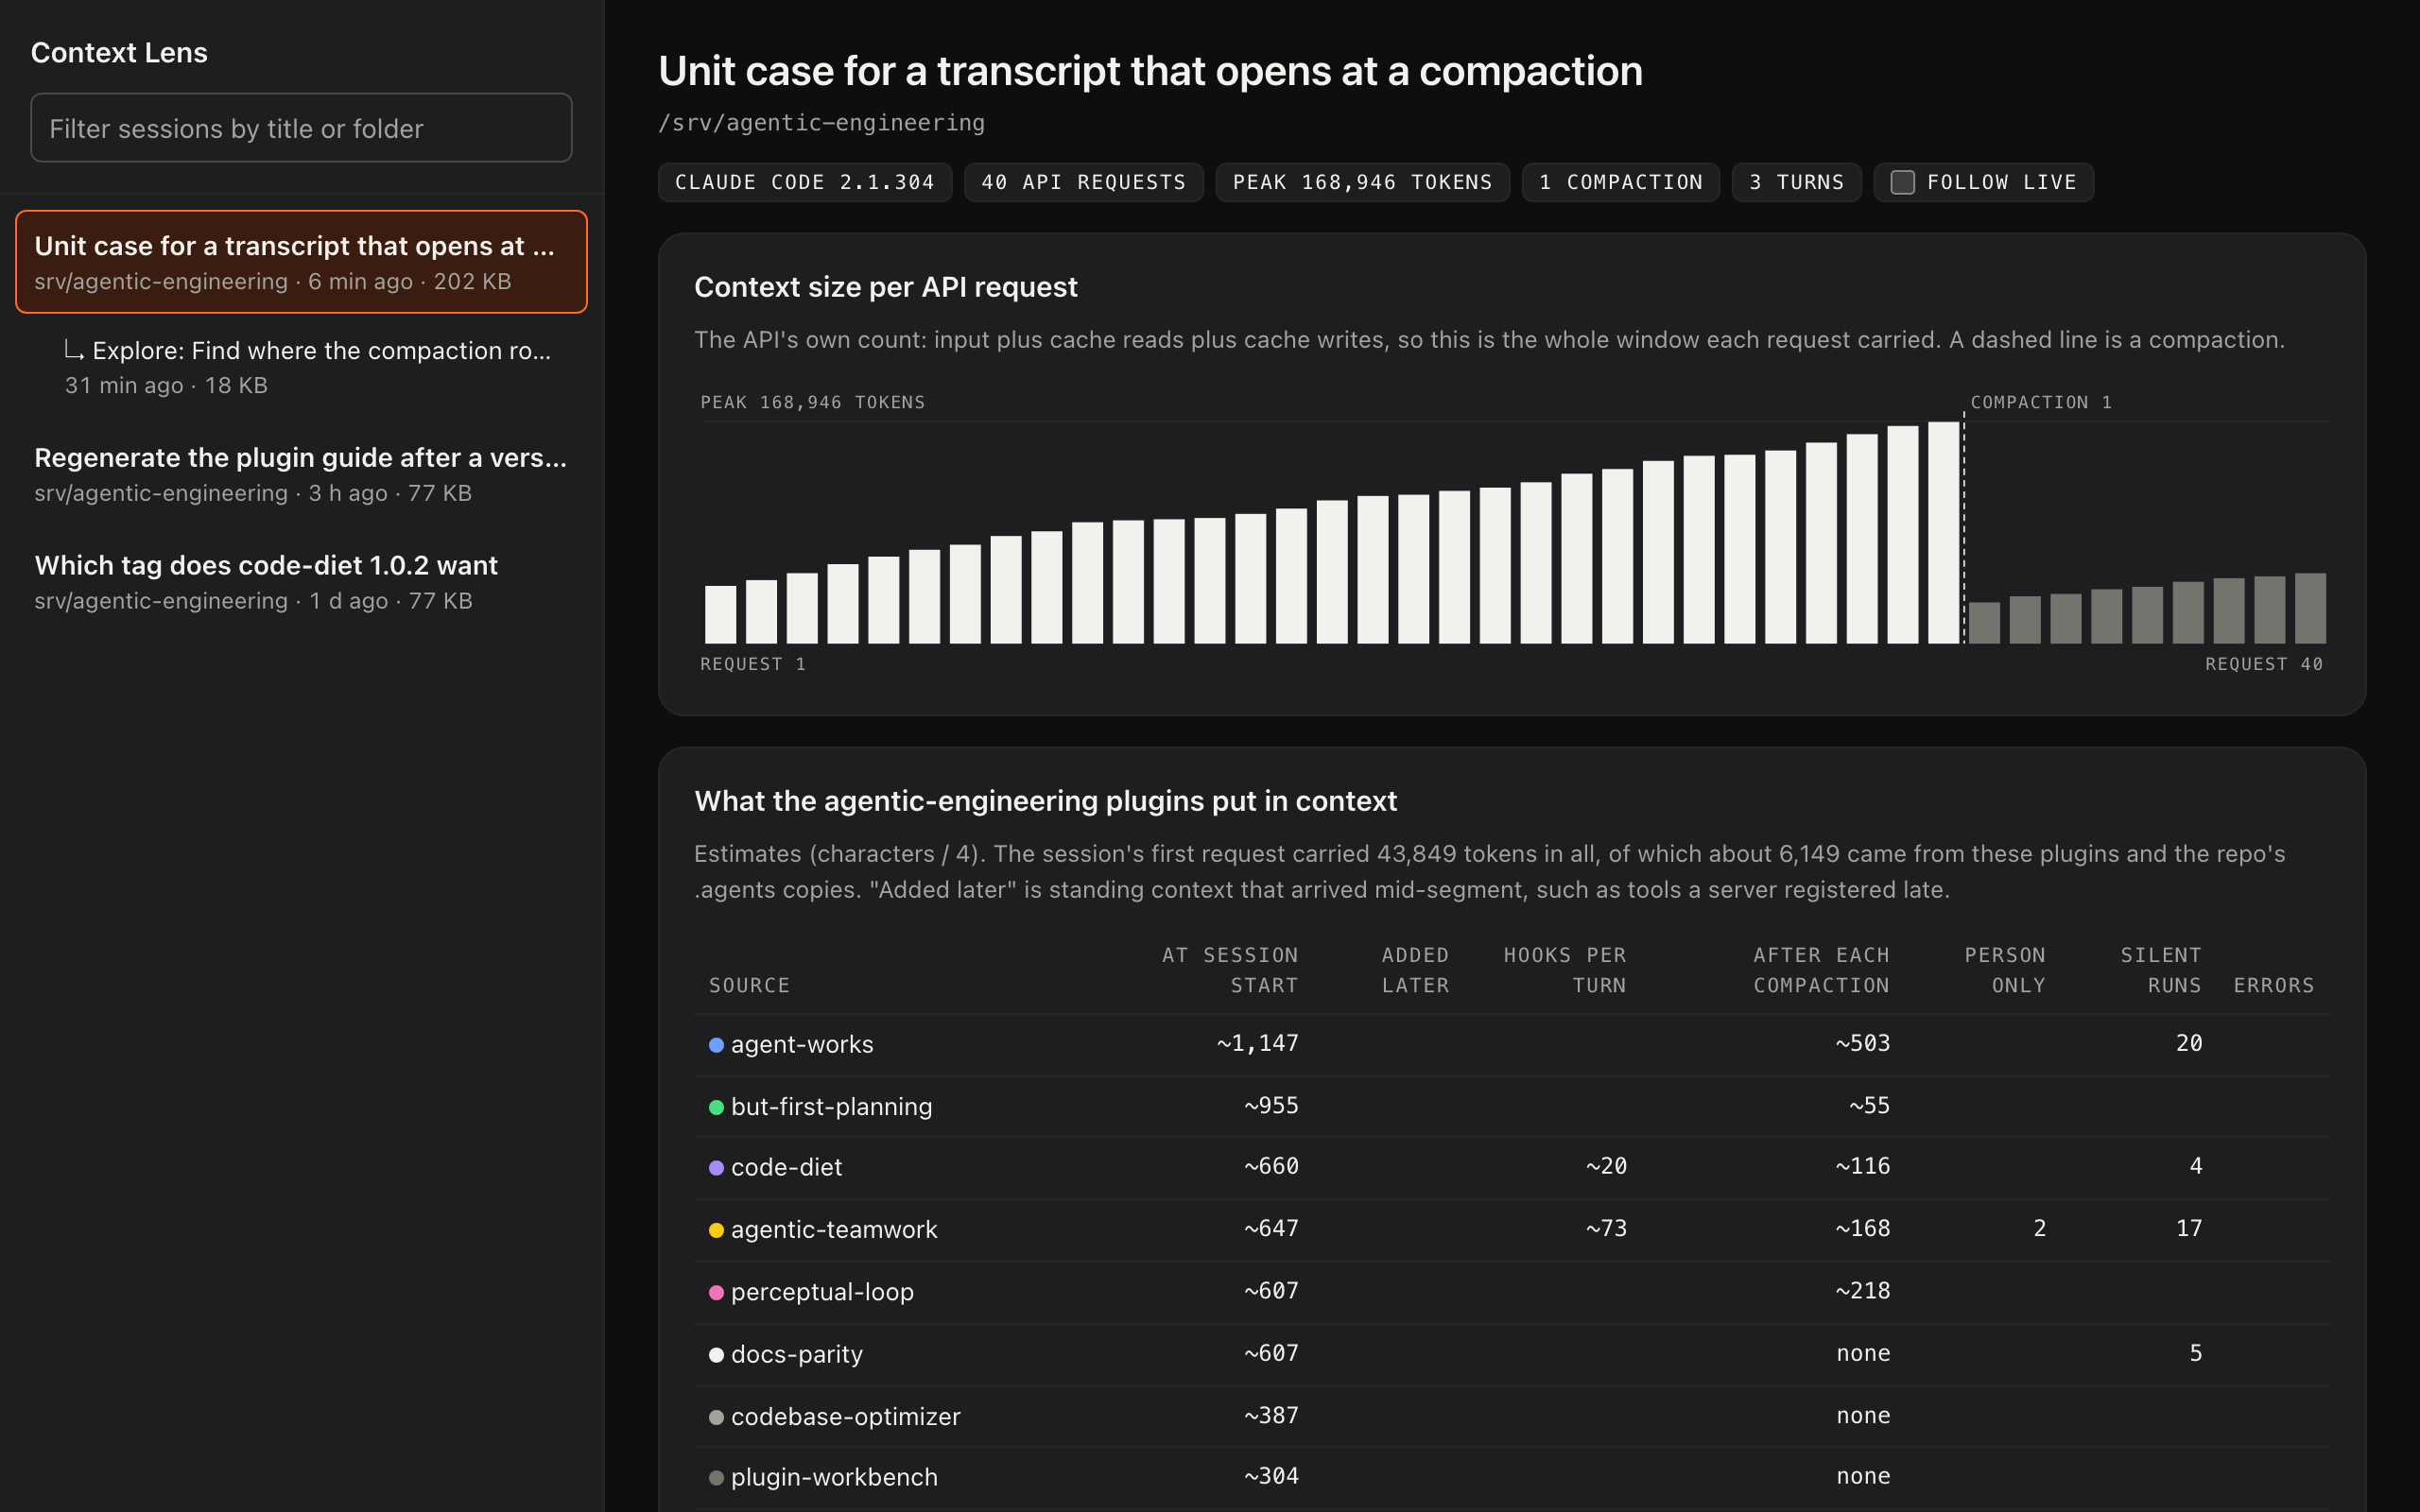 Context Lens
Filter sessions by title or folder
Unit case for a transcript that opens at ...
srv/agentic-engineering · 6 min ago · 202 KB
Explore: Find where the compaction ro...
31 min ago · 18 KB
Regenerate the plugin guide after a vers...
srv/agentic-engineering · 3 h ago · 77 KB
Which tag does code-diet 1.0.2 want
srv/agentic-engineering · 1 d ago · 77 KB
Unit case for a transcript that opens at a compaction
/srv/agentic-engineering
CLAUDE CODE 2.1.304 40 API REQUESTS PEAK 168,946 TOKENS 1 COMPACTION 3 TURNS FOLLOW LIVE
Context size per API request
The API's own count: input plus cache reads plus cache writes, so this is the whole window each request carried. A dashed line is a compaction.
PEAK 168,946 TOKENS COMPACTION 1
REQUEST 1 REQUEST 40
What the agentic-engineering plugins put in context
Estimates (characters / 4). The session's first request carried 43,849 tokens in all, of which about 6,149 came from these plugins and the repo's
.agents copies. "Added later" is standing context that arrived mid-segment, such as tools a server registered late.
AT SESSION ADDED HOOKS PER AFTER EACH PERSON SILENT
SOURCE START LATER TURN COMPACTION ONLY RUNS ERRORS
agent-works ~1,147 ~503 20
but-first-planning ~955 ~55
code-diet ~660 ~20 ~116 4
agentic-teamwork ~647 ~73 ~168 2 17
perceptual-loop ~607 ~218
docs-parity ~607 none 5
codebase-optimizer ~387 none
plugin-workbench ~304 none